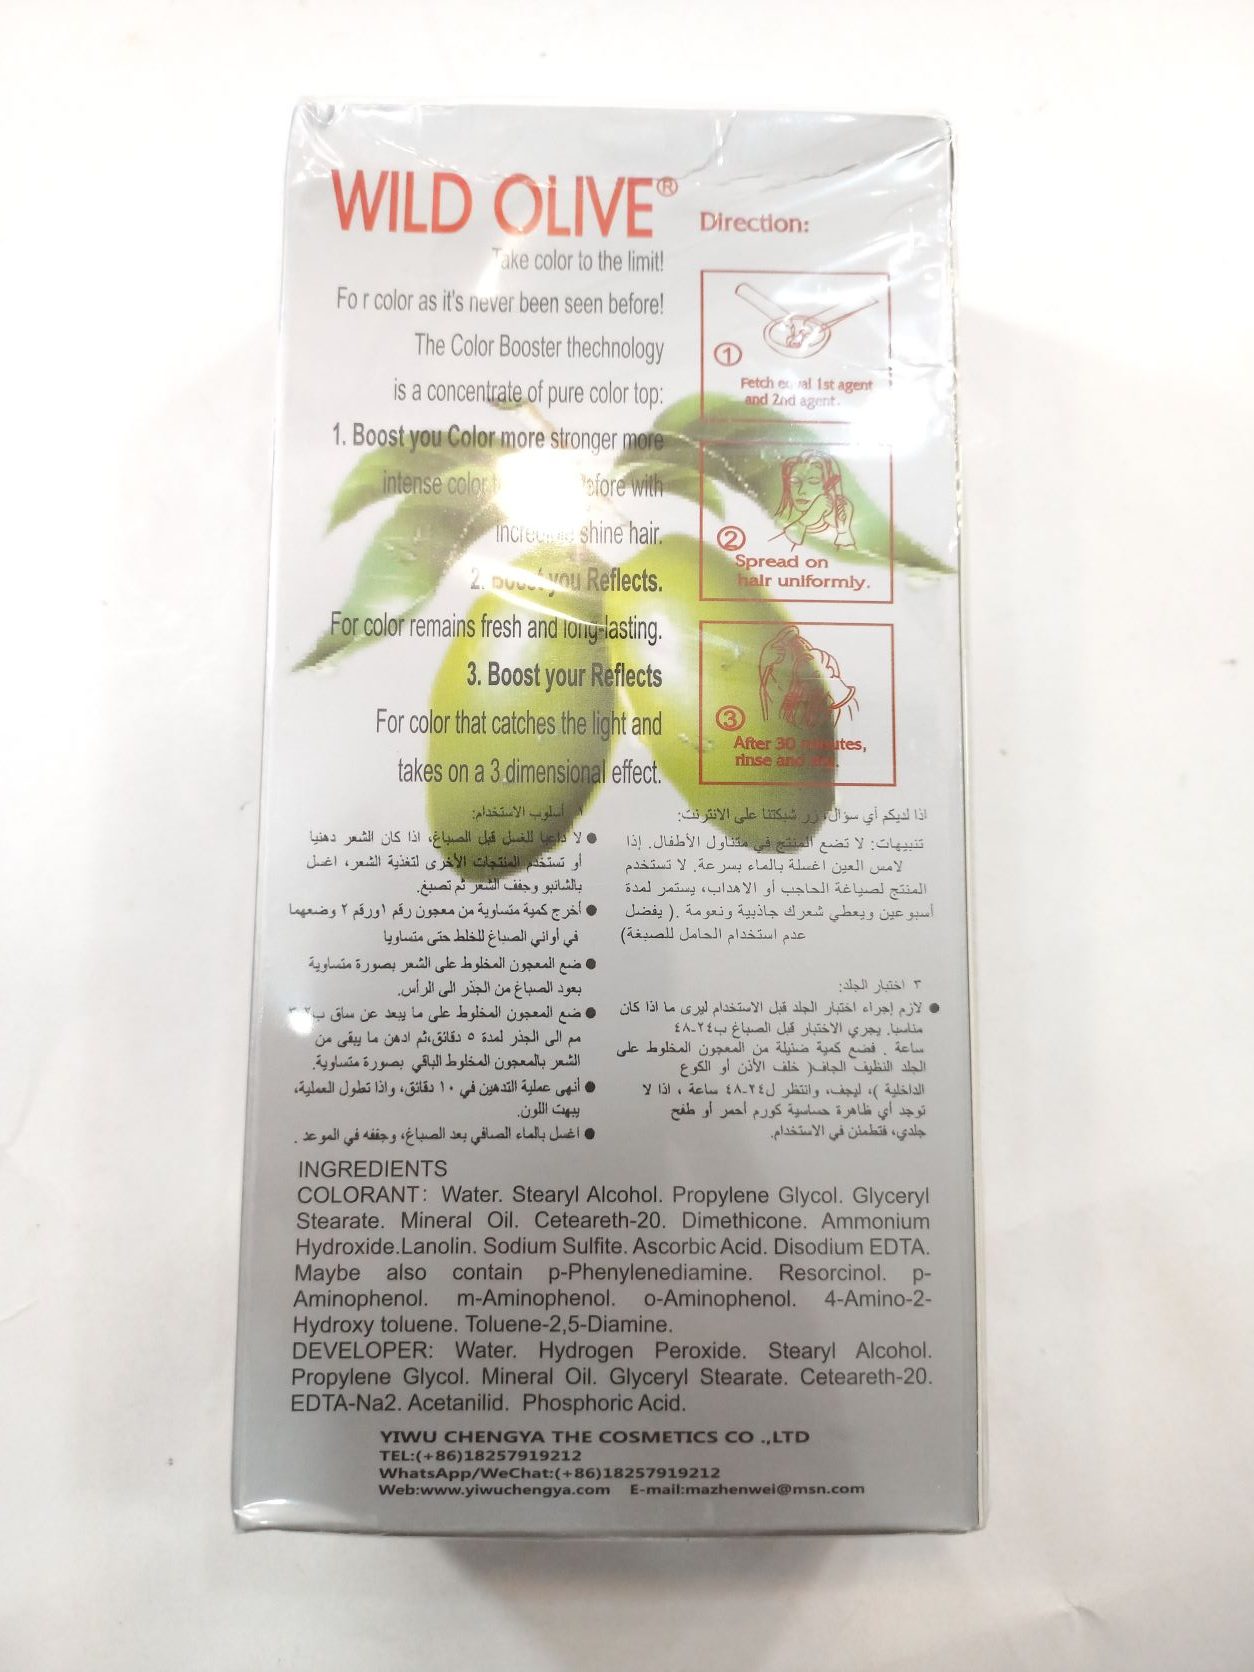 WILD OLIVE®
Take color to the limit!
Fo r color as it's never been seen before!
The Color Booster thechnology
is a concentrate of pure color top:
1. Boost you Color more stronger more
intense color with
shine hair.
2. Boost you Reflects.
For color remains fresh and long-lasting.
3. Boost your Reflects
For color that catches the light and
takes on a 3 dimensional effect.
Direction:
①
Fetch equal 1st agent
and 2nd agent.
②
Spread on
hair uniformly.
③
After 30 minutes,
rinse and
١. أسلوب الاستخدام:
● لا داعيا للغسل قبل الصباغ، اذا كان الشعر دهنيا
أو تستخدم المنتجات الأخرى لتغذية الشعر، اغسل
بالشانبو وجفف الشعر ثم تصبغ.
● أخرج كمية متساوية من معجون رقم ١ورقم ٢ وضعهما
في أواني الصباغ للخلط حتى متساويا
● ضع المعجون المخلوط على الشعر بصورة متساوية
بعود الصباغ من الجذر الى الرأس.
● ضع المعجون المخلوط على ما يبعد عن ساق
مم الى الجذر لمدة ٥ دقائق،ثم ادهن ما يبقى من
الشعر بالمعجون المخلوط الباقي بصورة متساوية.
● أنهى عملية التدهين في ١٠ دقائق، واذا تطول العملية،
يبهت اللون.
● اغسل بالماء الصافي بعد الصباغ، وجففه في الموعد .
اذا لديكم أي سؤال، زر شبكتنا على الانترنت:
تنبيهات: لا تضع المنتج في متناول الأطفال. إذا
لامس العين اغسلة بالماء بسرعة. لا تستخدم
المنتج لصياغة الحاجب أو الاهداب، يستمر لمدة
أسبوعين ويعطي شعرك جاذبية ونعومة .( يفضل
عدم استخدام الحامل للصبغة)
٣ اختبار الجلد:
● لازم إجراء اختبار الجلد قبل الاستخدام ليرى ما اذا كان
مناسبا. يجري الاختبار قبل الصباغ ب٢٤-٤٨
ساعة . فضع كمية ضئيلة من المعجون المخلوط على
الجلد النظيف الجاف( خلف الأذن أو الكوع
الداخلية )، ليجف، وانتظر ل٢٤-٤٨ ساعة ، اذا لا
توجد أي ظاهرة حساسية كورم أحمر أو طفح
جلدي، فتطمئن في الاستخدام.
INGREDIENTS
COLORANT: Water. Stearyl Alcohol. Propylene Glycol. Glyceryl
Stearate. Mineral Oil. Ceteareth-20. Dimethicone. Ammonium
Hydroxide.Lanolin. Sodium Sulfite. Ascorbic Acid. Disodium EDTA.
Maybe also contain p-Phenylenediamine. Resorcinol. p-
Aminophenol. m-Aminophenol. o-Aminophenol. 4-Amino-2-
Hydroxy toluene. Toluene-2,5-Diamine.
DEVELOPER: Water. Hydrogen Peroxide. Stearyl Alcohol.
Propylene Glycol. Mineral Oil. Glyceryl Stearate. Ceteareth-20.
EDTA-Na2. Acetanilid. Phosphoric Acid.
YIWU CHENGYA THE COSMETICS CO .,LTD
TEL:(+86)18257919212
WhatsApp/WeChat:(+86)18257919212
Web:www.yiwuchengya.com E-mail:mazhenwei@msn.com